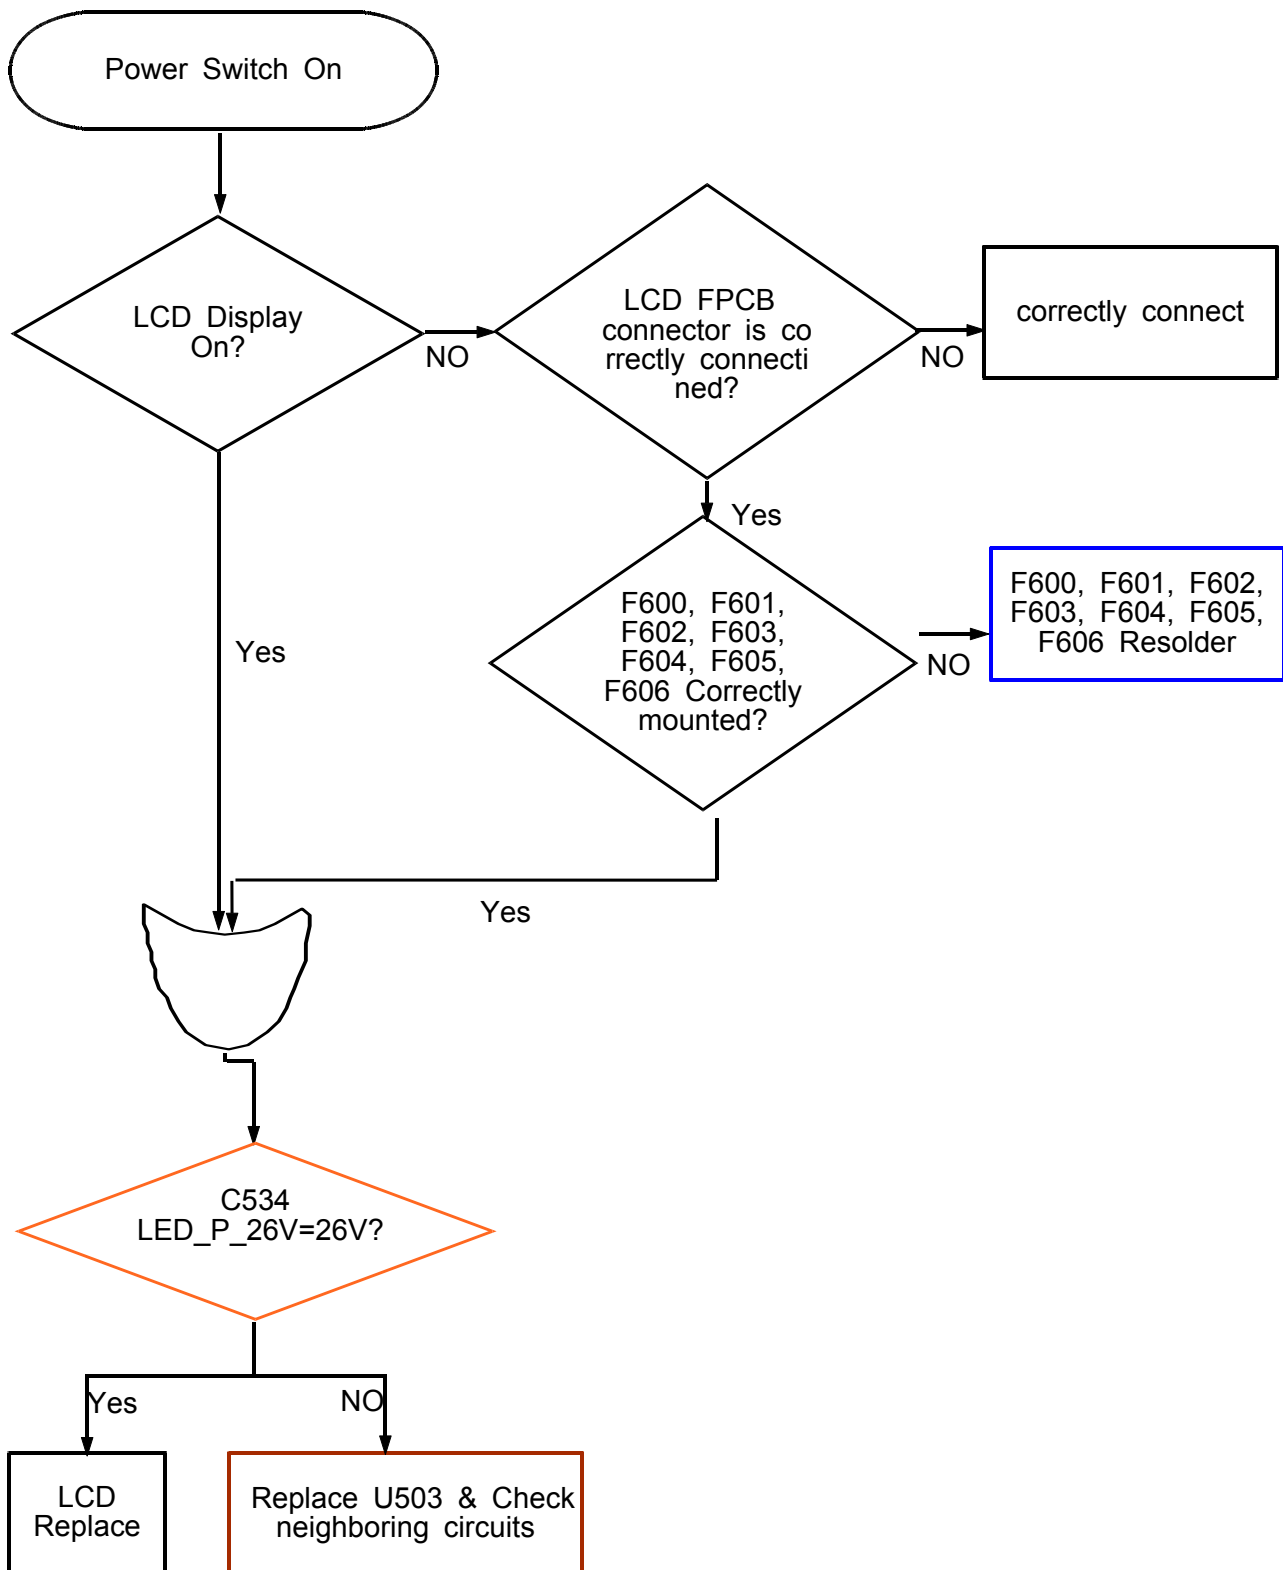 Power Switch On
LCD Display
On?
NO
LCD FPCB
connector is co
rrectly connecti
ned?
NO
correctly connect
Yes
Yes
F600, F601,
F602, F603,
F604, F605,
F606 Correctly
mounted?
NO
F600, F601, F602,
F603, F604, F605,
F606 Resolder
Yes
C534
LED_P_26V=26V?
Yes
NO
LCD
Replace
Replace U503 & Check
neighboring circuits